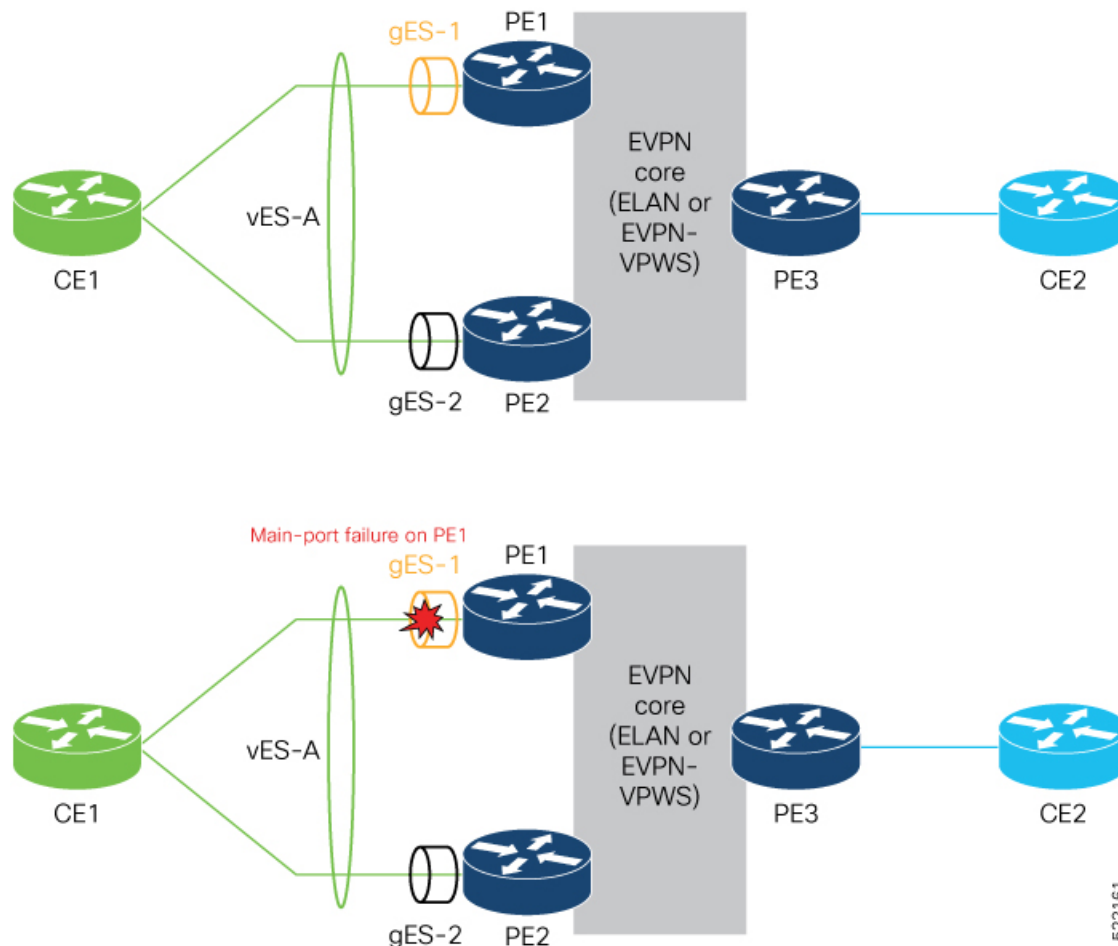 gES-1
PE1
EVPN
core
(ELAN or
EVPN-
VPWS)
vES-A
CE1
PE3
CE2
gES-2
PE2
Main-port failure on PE1
gES-1
PE1
EVPN
core
(ELAN or
EVPN-
VPWS)
vES-A
CE1
PE3
CE2
gES-2
PE2